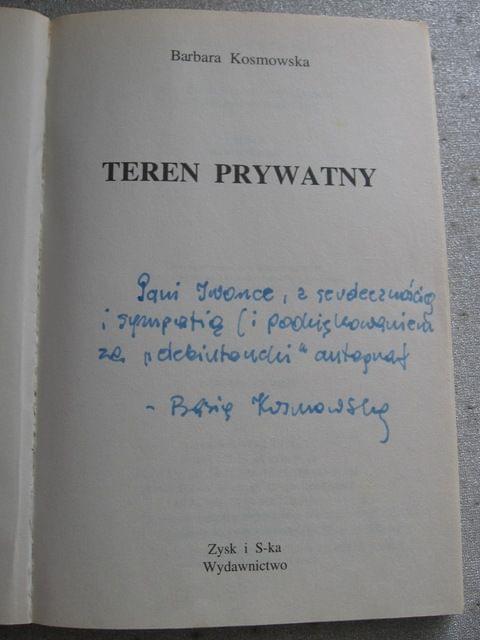 Barbara Kosmowska
TEREN PRYWATNY
Pani Iwonce, z serdecznością
i sympatią (i podziękowaniem
za „debiutancki" autograf
- Basia Kosmowska
Zysk i S-ka
Wydawnictwo